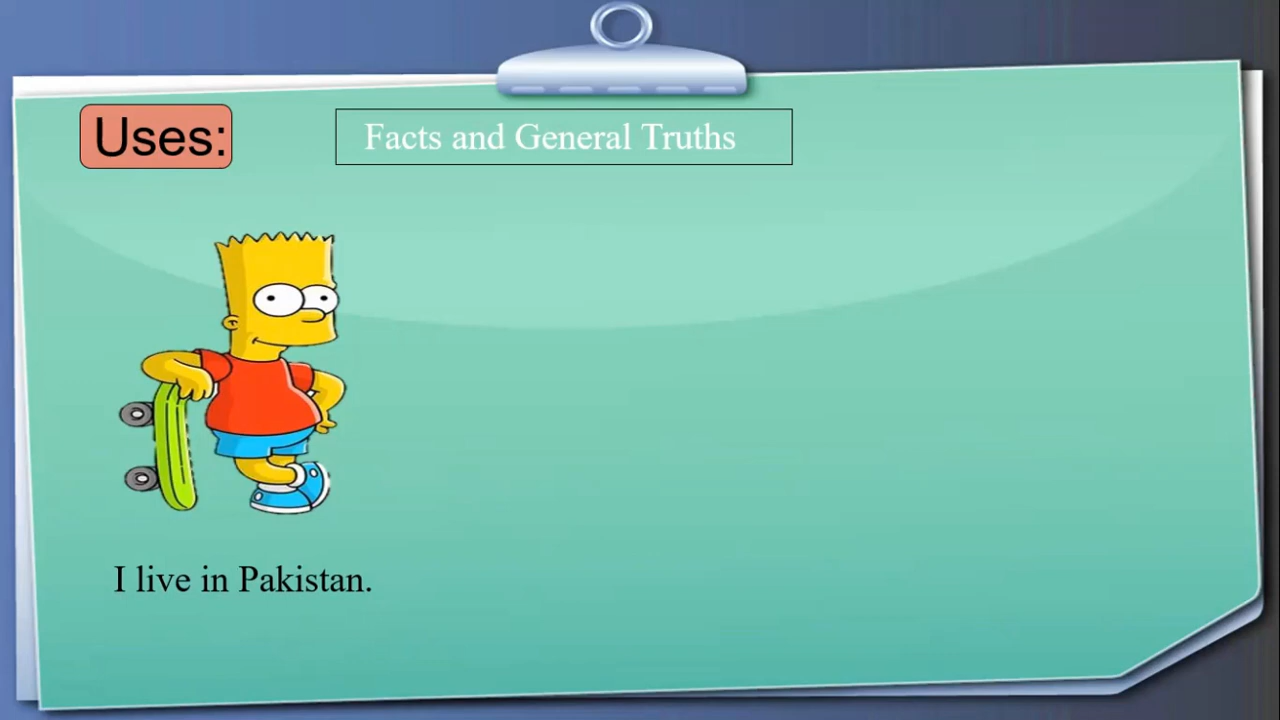 Uses:
Facts and General Truths
I live in Pakistan.